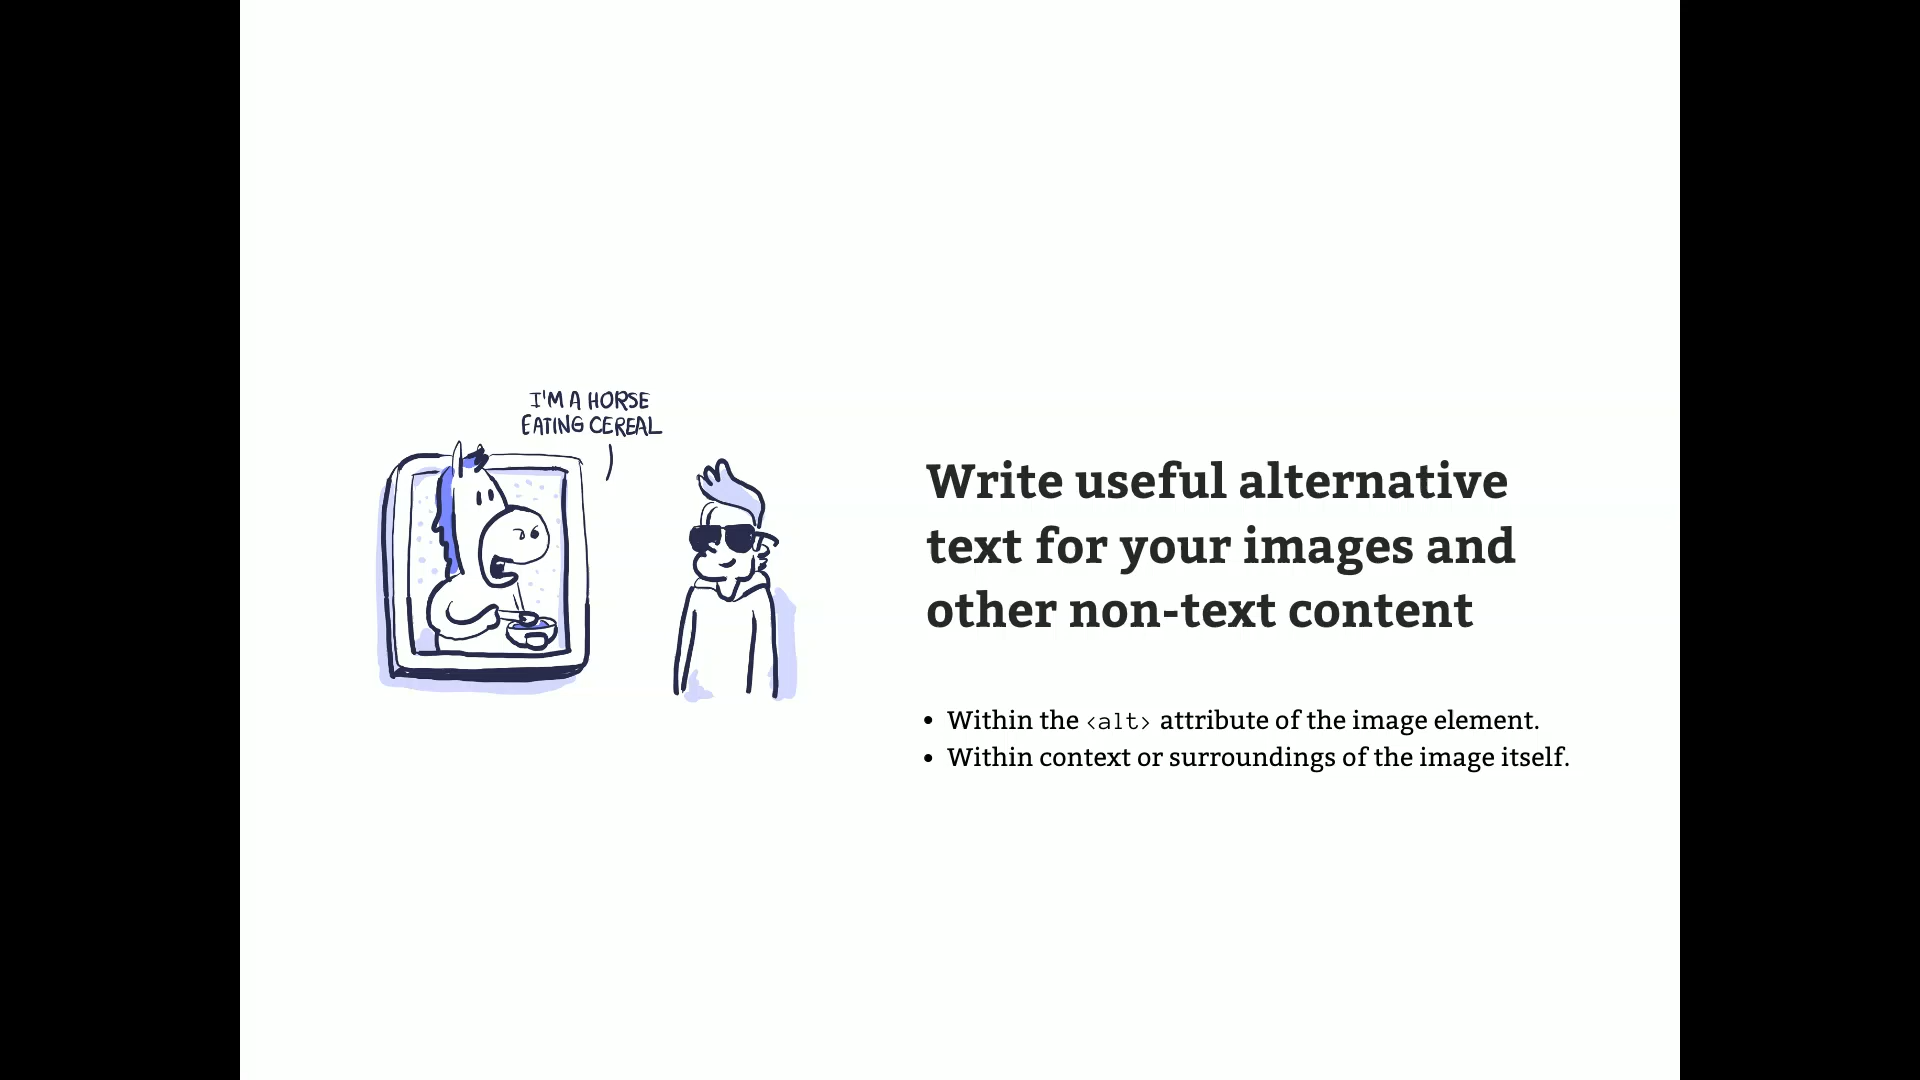 I'M A HORSE
EATING CEREAL
Write useful alternative
text for your images and
other non-text content
• Within the <alt> attribute of the image element.
• Within context or surroundings of the image itself.